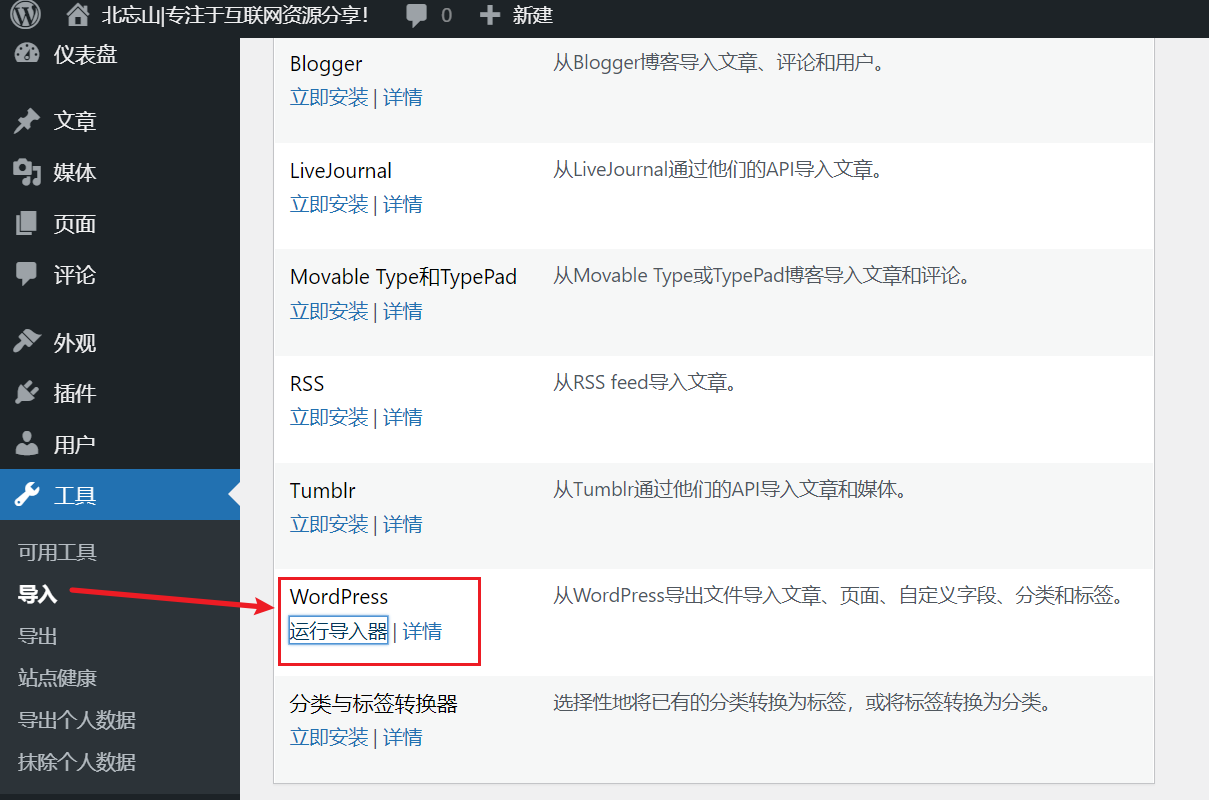 北忘山|专注于互联网资源分享! 0 新建
仪表盘
文章
媒体
页面
评论
外观
插件
用户
工具
可用工具
导入
导出
站点健康
导出个人数据
抹除个人数据
Blogger 从Blogger博客导入文章、评论和用户。
立即安装 | 详情
LiveJournal 从LiveJournal通过他们的API导入文章。
立即安装 | 详情
Movable Type和TypePad 从Movable Type或TypePad博客导入文章和评论。
立即安装 | 详情
RSS 从RSS feed导入文章。
立即安装 | 详情
Tumblr 从Tumblr通过他们的API导入文章和媒体。
立即安装 | 详情
WordPress 从WordPress导出文件导入文章、页面、自定义字段、分类和标签。
运行导入器 | 详情
分类与标签转换器 选择性地将已有的分类转换为标签，或将标签转换为分类。
立即安装 | 详情